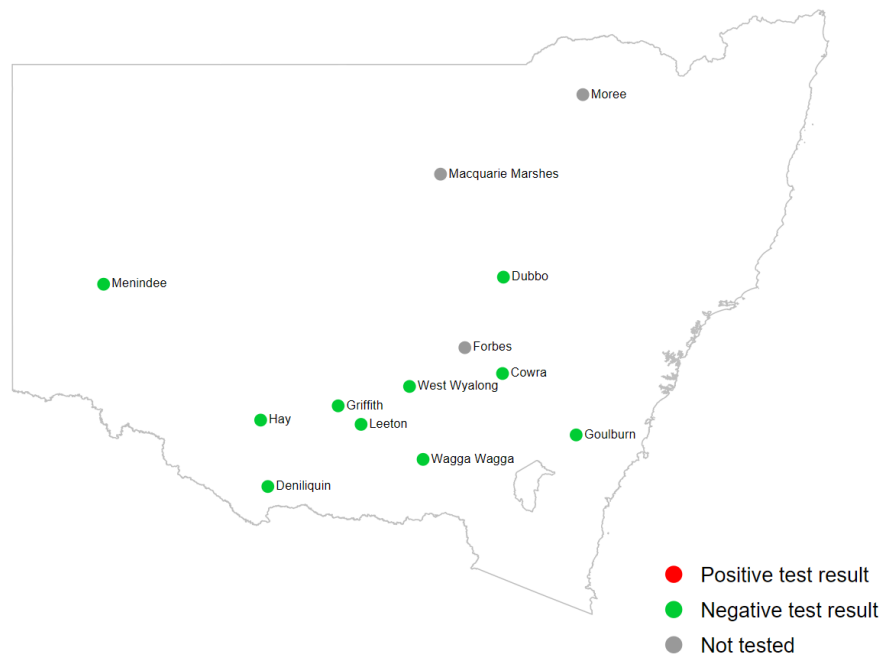 Moree
Macquarie Marshes
Dubbo
Menindee
Forbes
Cowra
West Wyalong
Griffith
Hay
Leeton
Goulburn
Wagga Wagga
Deniliquin
Positive test result
Negative test result
Not tested